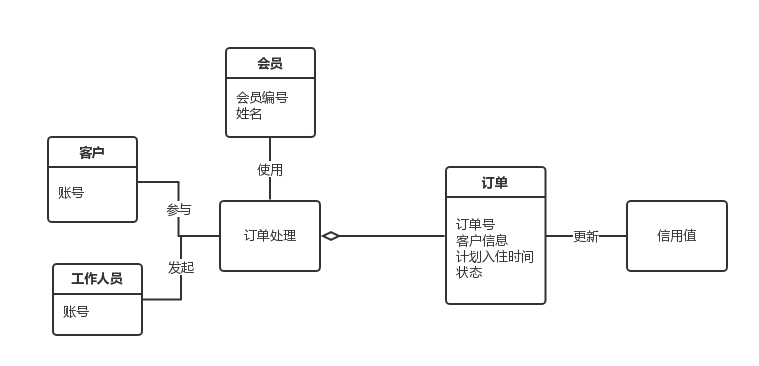 会员
会员编号
姓名
客户
账号
使用
订单
参与
订单处理
订单号
客户信息
计划入住时间
状态
更新
信用值
发起
工作人员
账号